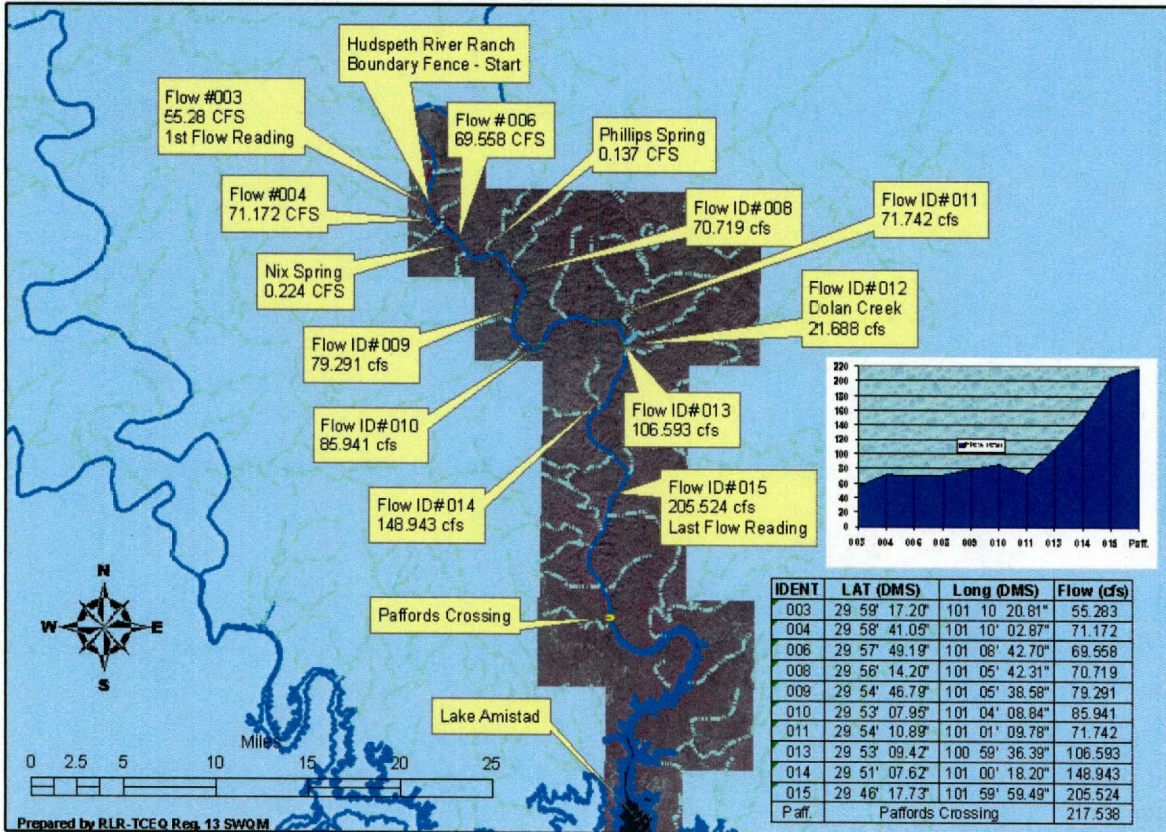 Hudspeth River Ranch
Boundary Fence - Start
Flow #003
55.28 CFS
1st Flow Reading
Flow #006
69.558 CFS
Phillips Spring
0.137 CFS
Flow #004
71.172 CFS
Flow ID#008
70.719 cfs
Flow ID#011
71.742 cfs
Nix Spring
0.224 CFS
Flow ID#012
Dolan Creek
21.688 cfs
Flow ID#009
79.291 cfs
Flow ID#010
85.941 cfs
Flow ID#013
106.593 cfs
Flow ID#014
148.943 cfs
Flow ID#015
205.524 cfs
Last Flow Reading
Paffords Crossing
Lake Amistad
220
200
180
160
140
120
100
80
60
40
20
0
003 004 006 008 009 010 011 013 014 015 Paff.
N
W E
S
Miles
0 2.5 5 10 15 20 25
IDENT LAT (DMS) Long (DMS) Flow (cfs)
003 29 59' 17.20" 101 10 20.81" 55.283
004 29 58' 41.05" 101 10' 02.87" 71.172
006 29 57' 49.19" 101 08' 42.70" 69.558
008 29 56' 14.20" 101 05' 42.31" 70.719
009 29 54' 46.79" 101 05' 38.58" 79.291
010 29 53' 07.95" 101 04' 08.84" 85.941
011 29 54' 10.89" 101 01' 09.78" 71.742
013 29 53' 09.42" 100 59' 36.39" 106.593
014 29 51' 07.62" 101 00' 18.20" 148.943
015 29 46' 17.73" 101 59' 59.49" 205.524
Paff. Paffords Crossing 217.538
Prepared by RLR-TCEQ Reg. 13 SWQM